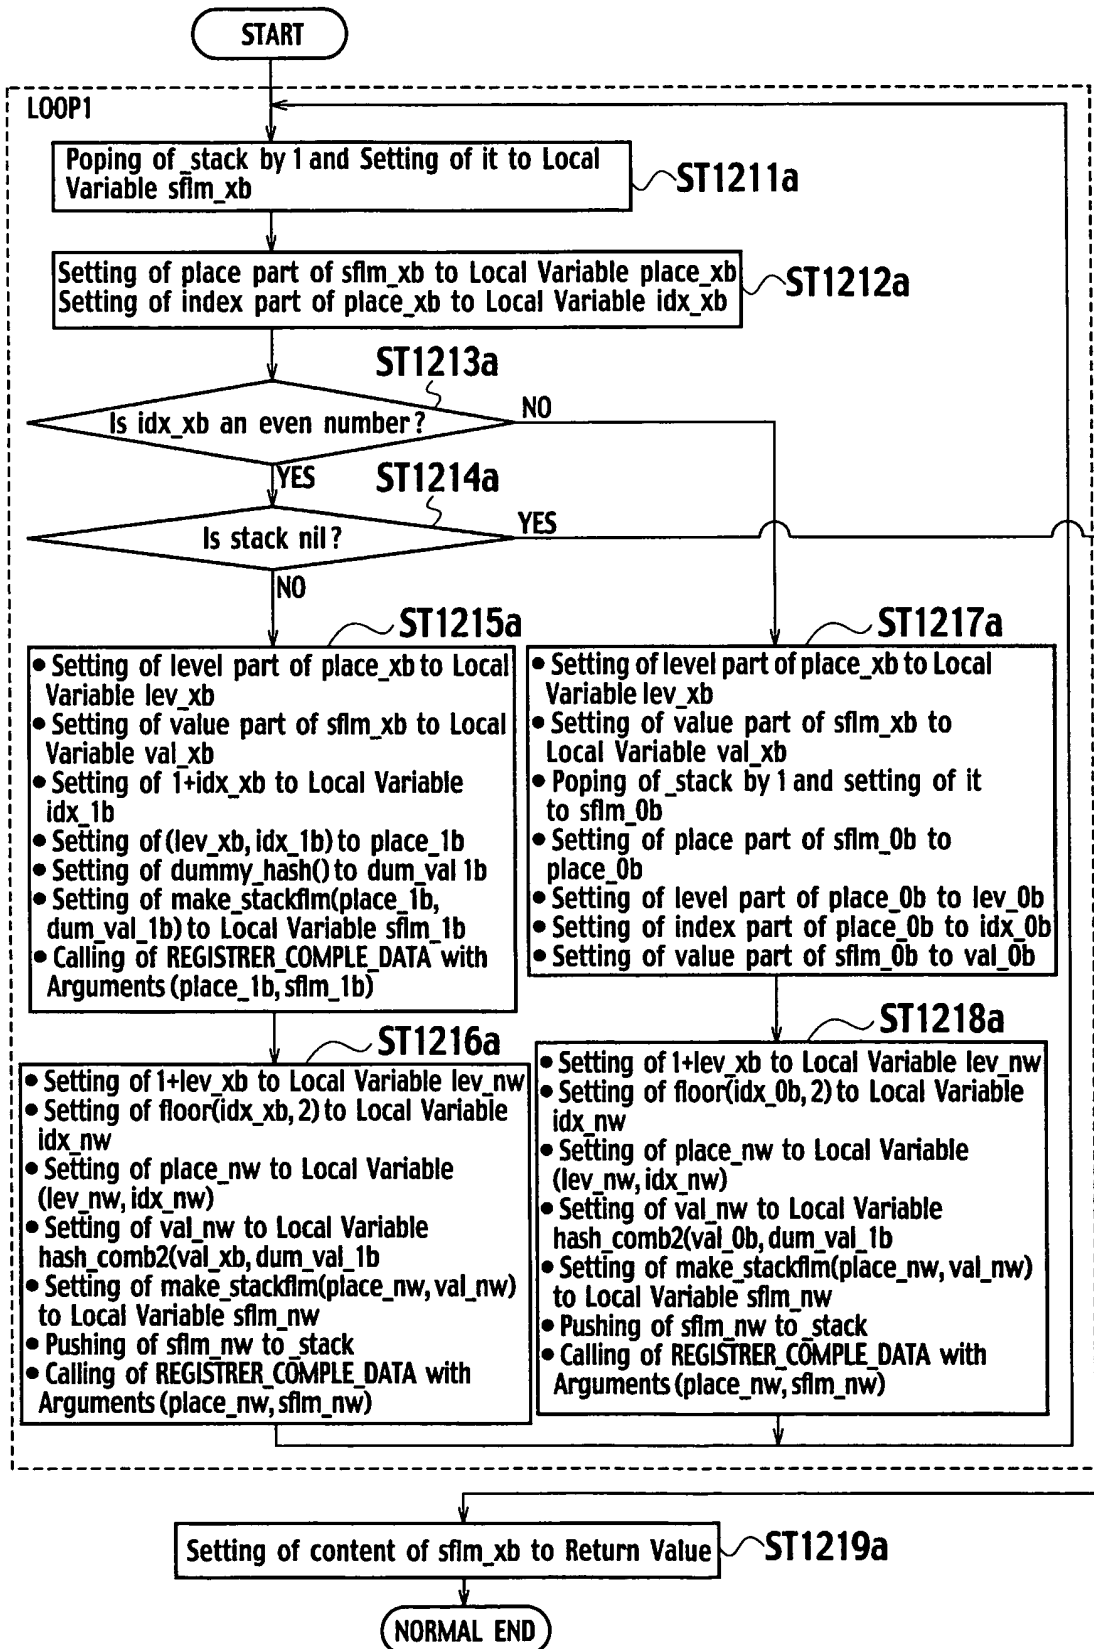 START
LOOP1
Poping of_stack by 1 and Setting of it to Local
Variable sflm_xb
ST1211a
Setting of place part of sflm_xb to Local Variable place_xb
Setting of index part of place_xb to Local Variable idx_xb
ST1212a
ST1213a
Is idx_xb an even number?
NO
YES
ST1214a
Is stack nil?
YES
NO
ST1215a
• Setting of level part of place_xb to Local
Variable lev_xb
• Setting of value part of sflm_xb to Local
Variable val_xb
• Setting of 1+idx_xb to Local Variable
idx_1b
• Setting of (lev_xb, idx_1b) to place_1b
• Setting of dummy_hash() to dum_val 1b
• Setting of make_stackflm(place_1b,
dum_val_1b) to Local Variable sflm_1b
• Calling of REGISTRER_COMPLE_DATA with
Arguments (place_1b, sflm_1b)
ST1217a
• Setting of level part of place_xb to Local
Variable lev_xb
• Setting of value part of sflm_xb to
Local Variable val_xb
• Poping of_stack by 1 and setting of it
to sflm_0b
• Setting of place part of sflm_0b to
place_0b
• Setting of level part of place_0b to lev_0b
• Setting of index part of place_0b to idx_0b
• Setting of value part of sflm_0b to val_0b
ST1216a
• Setting of 1+lev_xb to Local Variable lev_nw
• Setting of floor(idx_xb, 2) to Local Variable
idx_nw
• Setting of place_nw to Local Variable
(lev_nw, idx_nw)
• Setting of val_nw to Local Variable
hash_comb2(val_xb, dum_val_1b
• Setting of make_stackflm(place_nw, val_nw)
to Local Variable sflm_nw
• Pushing of sflm_nw to_stack
• Calling of REGISTRER_COMPLE_DATA with
Arguments (place_nw, sflm_nw)
ST1218a
• Setting of 1+lev_xb to Local Variable lev_nw
• Setting of floor(idx_0b, 2) to Local Variable
idx_nw
• Setting of place_nw to Local Variable
(lev_nw, idx_nw)
• Setting of val_nw to Local Variable
hash_comb2(val_0b, dum_val_1b
• Setting of make_stackflm(place_nw, val_nw)
to Local Variable sflm_nw
• Pushing of sflm_nw to_stack
• Calling of REGISTRER_COMPLE_DATA with
Arguments (place_nw, sflm_nw)
Setting of content of sflm_xb to Return Value
ST1219a
NORMAL END